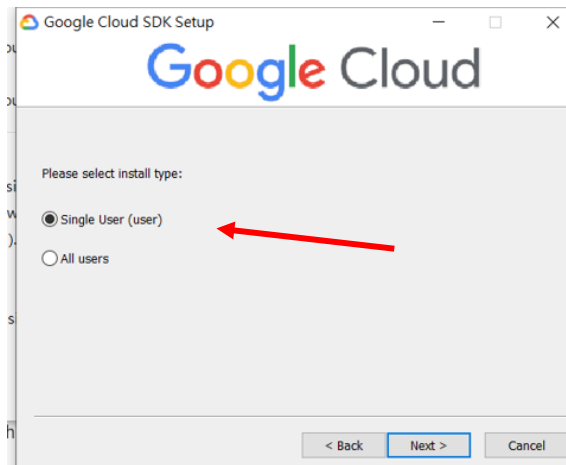 Google Cloud SDK Setup
Google Cloud
Please select install type:
Single User (user)
All users
< Back
Next >
Cancel